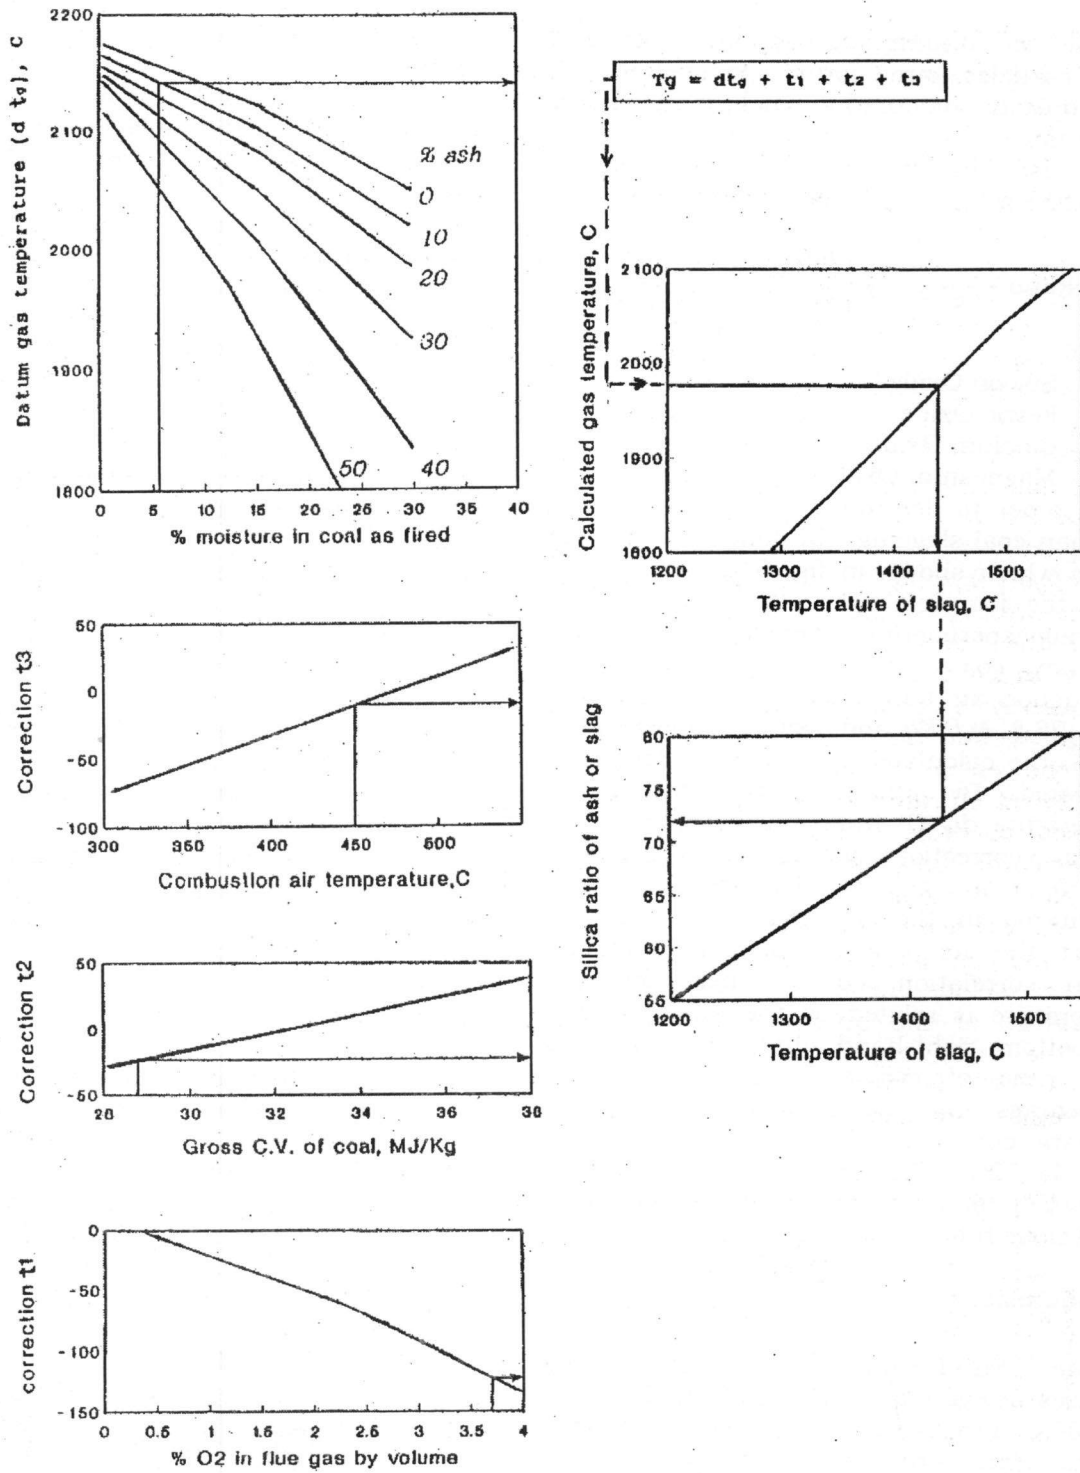 2200
2100
2000
1900
1800
Datum gas temperature (d tg), C
% ash
0
10
20
30
40
50
0 5 10 15 20 25 30 35 40
% moisture in coal as fired
Tg = dtg + t1 + t2 + t3
Calculated gas temperature, C
2100
2000
1900
1800
1200 1300 1400 1500
Temperature of slag, C
Correction t3
50
0
-50
-100
300 350 400 450 500
Combustion air temperature,C
Silica ratio of ash or slag
80
75
70
65
60
55
1200 1300 1400 1500
Temperature of slag, C
Correction t2
50
0
-50
28 30 32 34 36 38
Gross C.V. of coal, MJ/Kg
correction t1
0
-50
-100
-150
0 0.5 1 1.5 2 2.5 3 3.5 4
% O2 in flue gas by volume